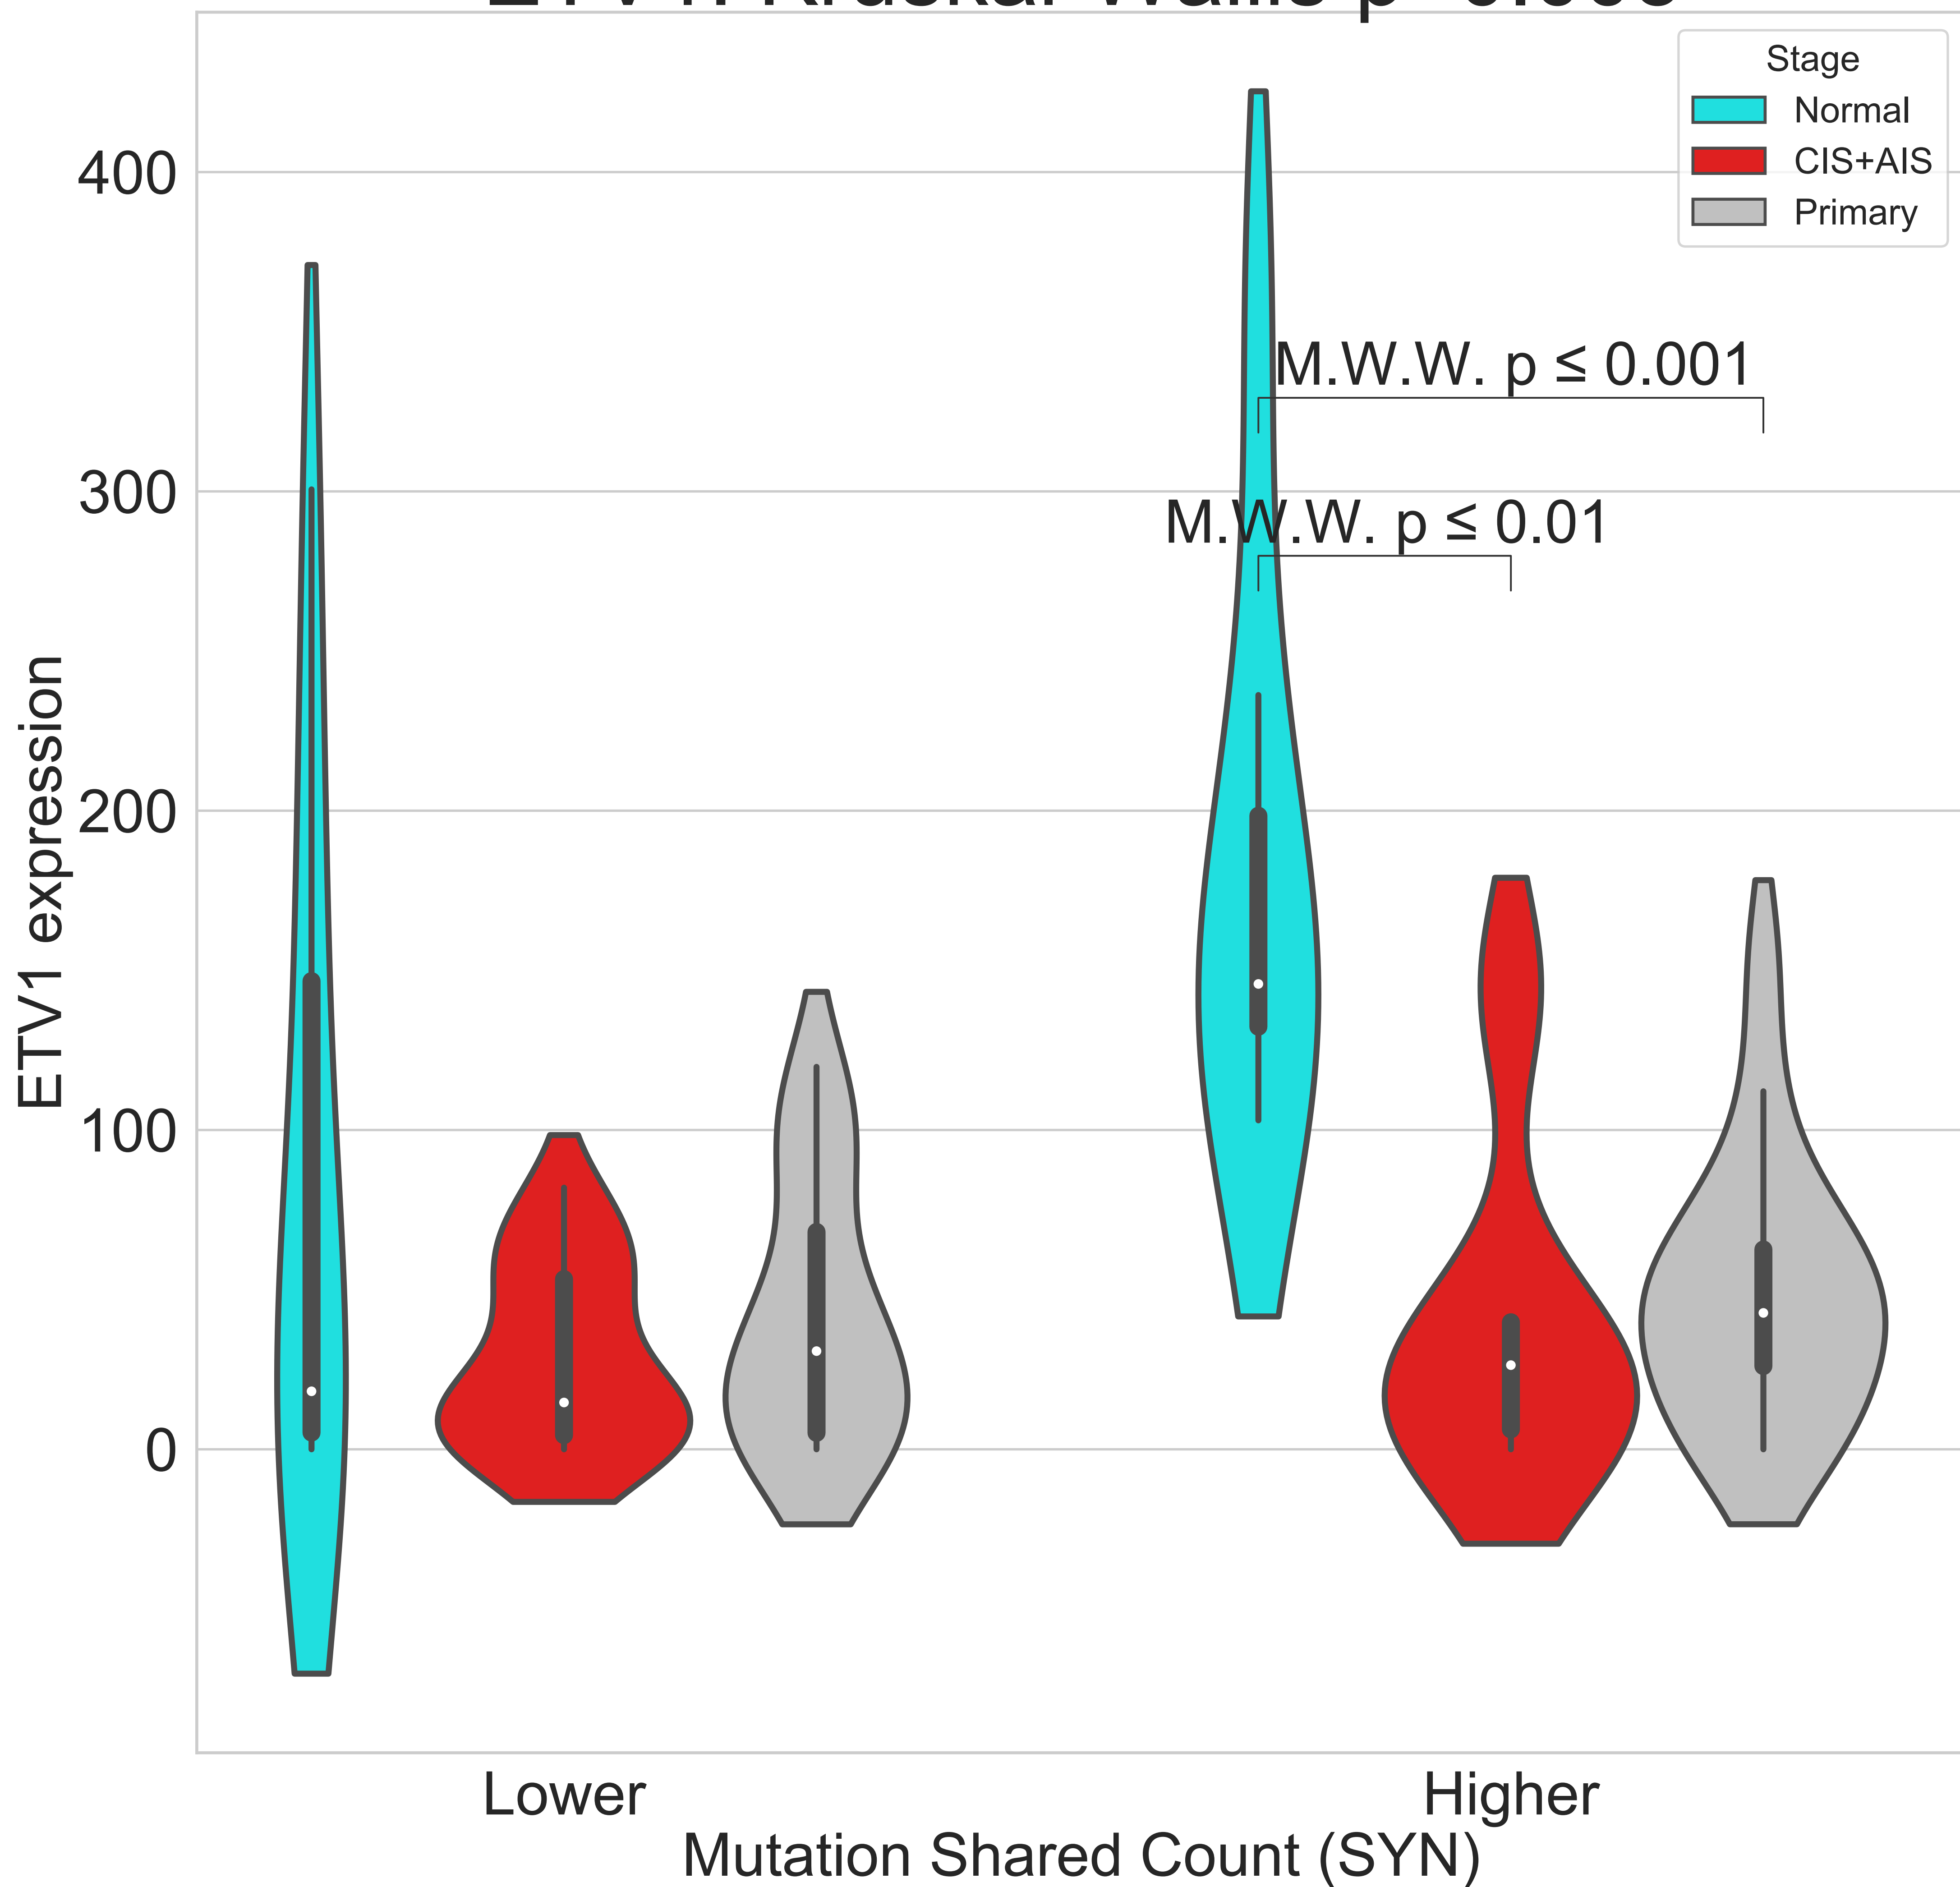 Stage
Normal
CIS+AIS
Primary
400
300
200
100
0
ETV1 expression
M.W.W. p ≤ 0.001
M.W.W. p ≤ 0.01
Lower
Higher
Mutation Shared Count (SYN)